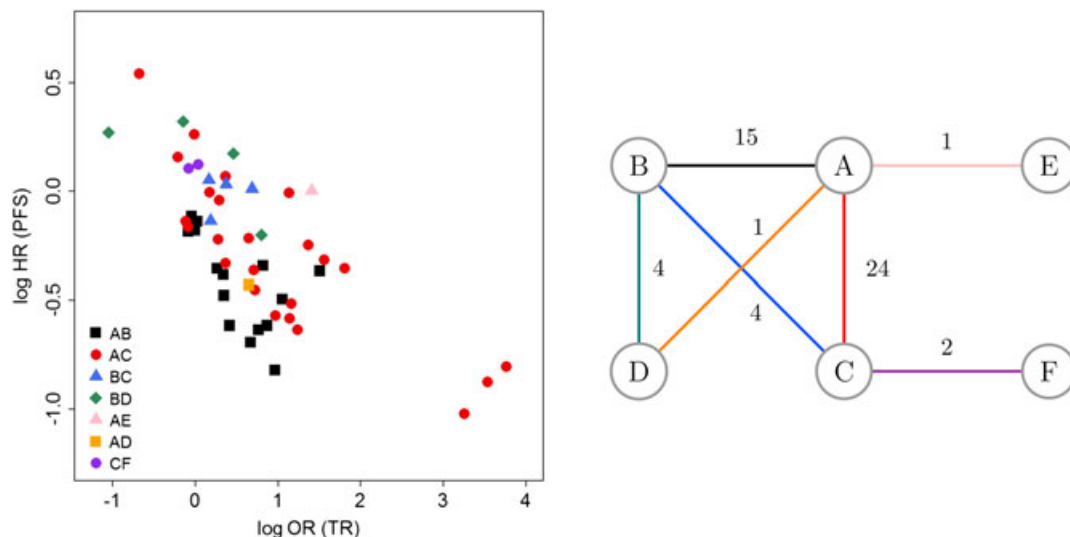 0.5
0.0
-0.5
-1.0
log HR (PFS)
AB
AC
BC
BD
AE
AD
CF
-1 0 1 2 3 4
log OR (TR)
15 1
B A E
1
4 24
4
2
D C F